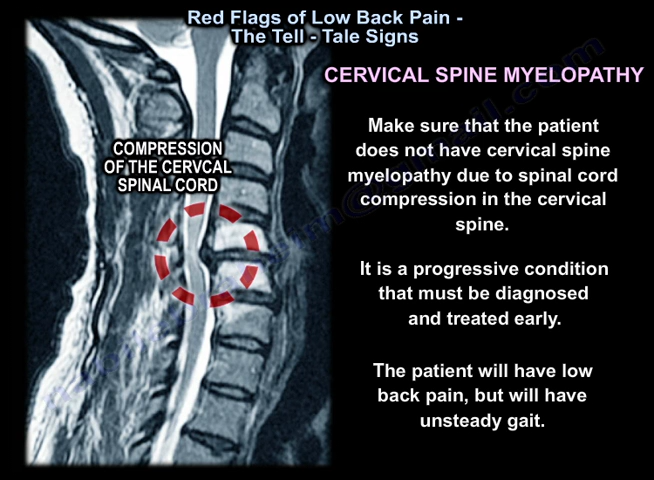 Red Flags of Low Back Pain -
The Tell - Tale Signs
CERVICAL SPINE MYELOPATHY
COMPRESSION
OF THE CERVCAL
SPINAL CORD
Make sure that the patient
does not have cervical spine
myelopathy due to spinal cord
compression in the cervical
spine.
It is a progressive condition
that must be diagnosed
and treated early.
The patient will have low
back pain, but will have
unsteady gait.